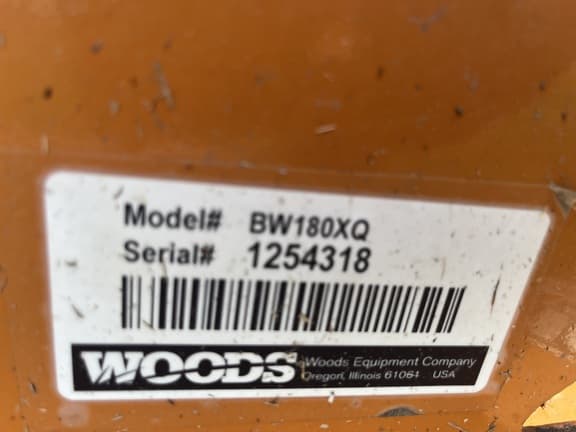 Model# BW180XQ
Serial# 1254318
WOODS
Woods Equipment Company
Oregon, Illinois 61061 USA